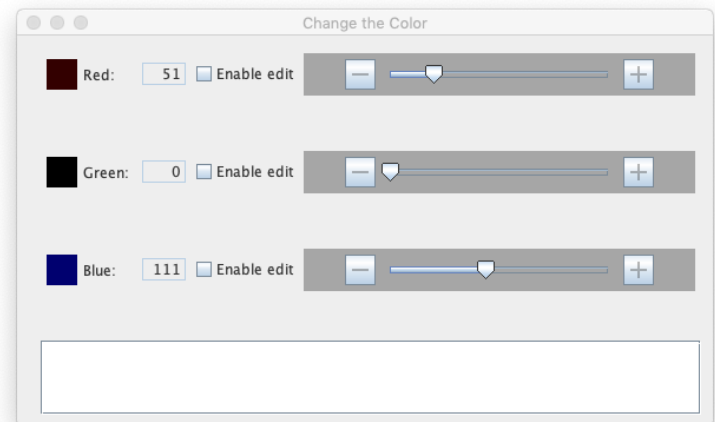 Change the Color
Red: 51 Enable edit
Green: 0 Enable edit
Blue: 111 Enable edit